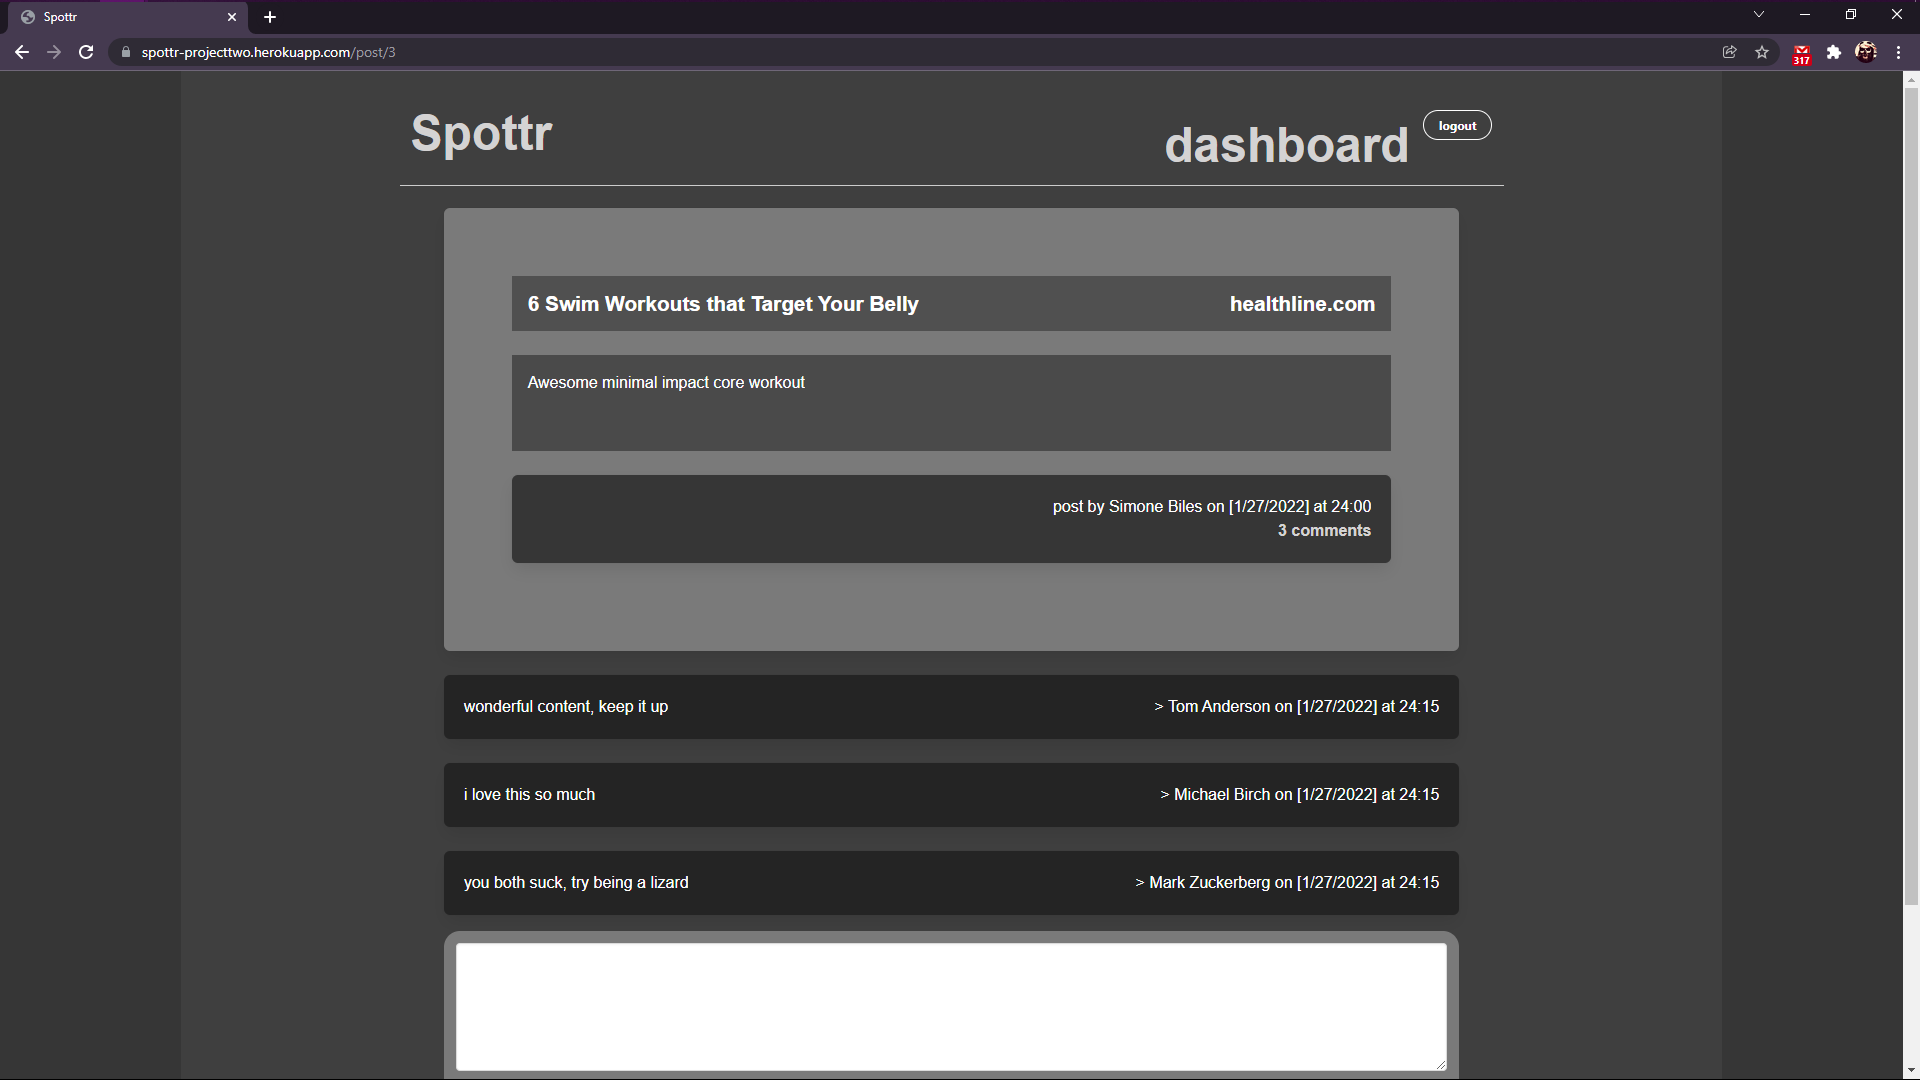 Spottr
spottr-projecttwo.herokuapp.com/post/3
317
Spottr
dashboard
logout
6 Swim Workouts that Target Your Belly
healthline.com
Awesome minimal impact core workout
post by Simone Biles on [1/27/2022] at 24:00
3 comments
wonderful content, keep it up
> Tom Anderson on [1/27/2022] at 24:15
i love this so much
> Michael Birch on [1/27/2022] at 24:15
you both suck, try being a lizard
> Mark Zuckerberg on [1/27/2022] at 24:15